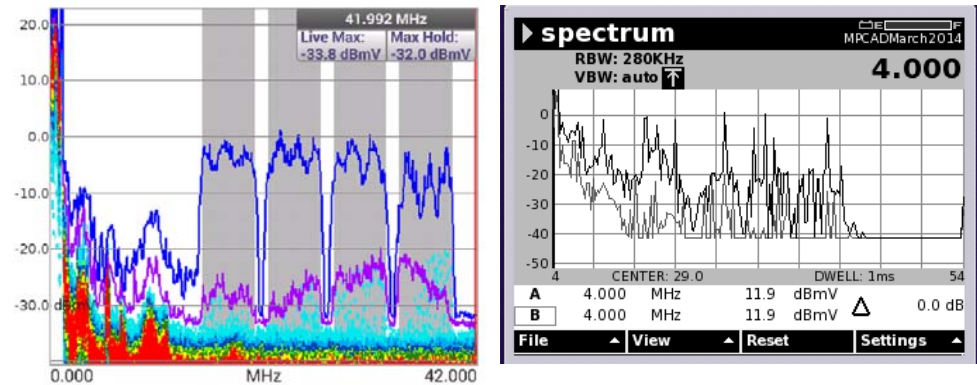 41.992 MHz
Live Max: Max Hold:
-33.8 dBmV -32.0 dBmV
20.0
10.0
0.0
-10.0
-20.0
-30.0 dB
0.000 MHz 42.000
spectrum
E F
MPCADMarch2014
RBW: 280KHz
VBW: auto
4.000
0
-10
-20
-30
-40
-50
4 CENTER: 29.0 DWELL: 1ms 54
A 4.000 MHz 11.9 dBmV
B 4.000 MHz 11.9 dBmV
Δ 0.0 dB
File View Reset Settings